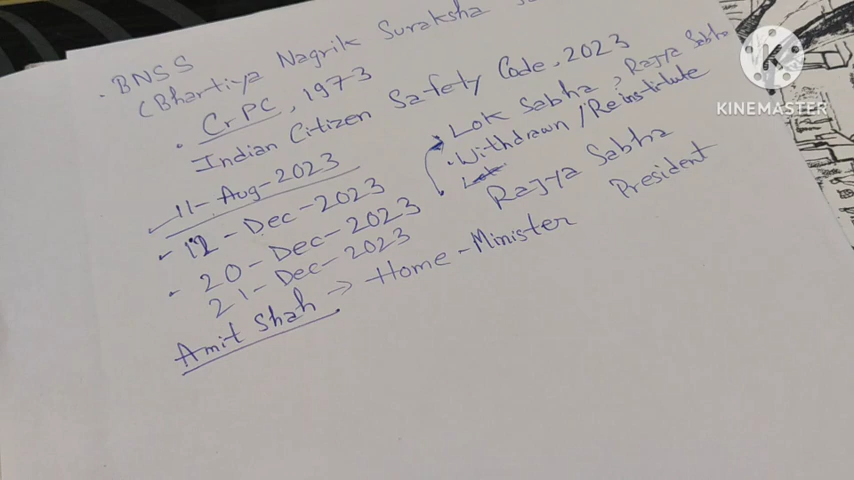 · BNSS
(Bhartiya Nagrik Suraksha
· CrPC, 1973
Indian Citizen Safety Code, 2023
11-Aug-2023
Lok Sabha, Rajya Sabha
- 12-Dec-2023
· Withdrawn / Reinstitute
- 20-Dec-2023
Rajya Sabha
21-Dec-2023
President
Amit Shah → Home-Minister
KINEMASTER